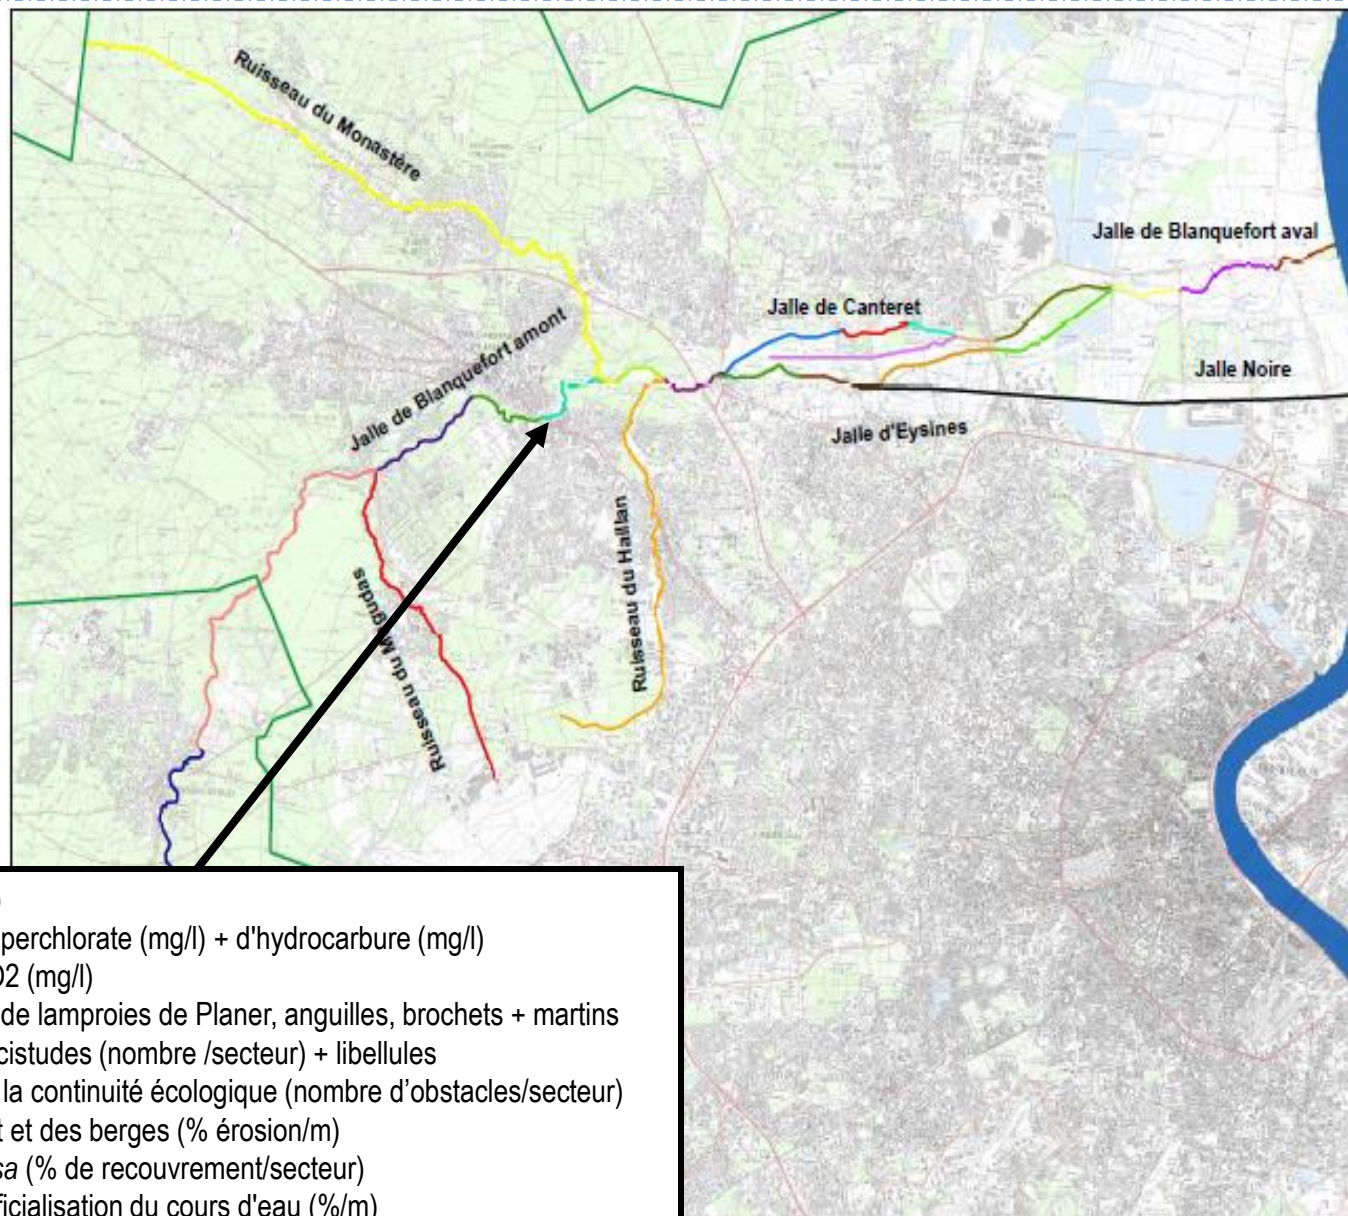 Ruisseau du Monastère
Jalle de Blanquefort aval
Jalle de Canteret
Jalle de Blanquefort amont
Jalle Noire
Jalle d'Eysines
Ruisseau du Haillan
Ruisseau du Magudas
)
perchlorate (mg/l) + d'hydrocarbure (mg/l)
O2 (mg/l)
de lamproies de Planer, anguilles, brochets + martins
cistudes (nombre /secteur) + libellules
la continuité écologique (nombre d'obstacles/secteur)
t et des berges (% érosion/m)
sa (% de recouvrement/secteur)
ficialisation du cours d'eau (%/m)